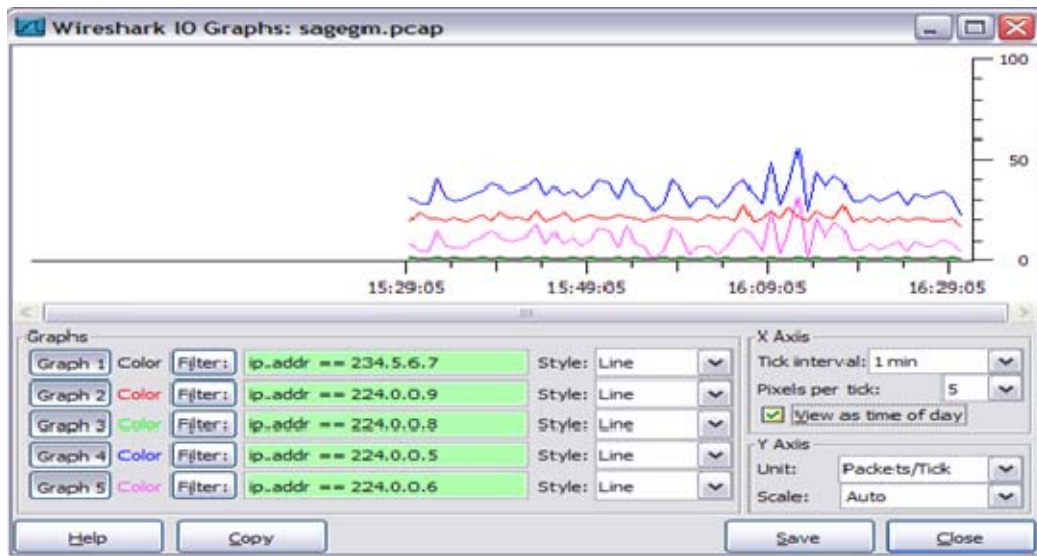 Wireshark IO Graphs: sagegm.pcap
100
50
0
15:29:05 15:49:05 16:09:05 16:29:05
Graphs
Graph 1 Color Filter: ip.addr == 234.5.6.7 Style: Line
Graph 2 Color Filter: ip.addr == 224.0.0.9 Style: Line
Graph 3 Color Filter: ip.addr == 224.0.0.8 Style: Line
Graph 4 Color Filter: ip.addr == 224.0.0.5 Style: Line
Graph 5 Color Filter: ip.addr == 224.0.0.6 Style: Line
X Axis
Tick interval: 1 min
Pixels per tick: 5
View as time of day
Y Axis
Unit: Packets/Tick
Scale: Auto
Help Copy Save Close